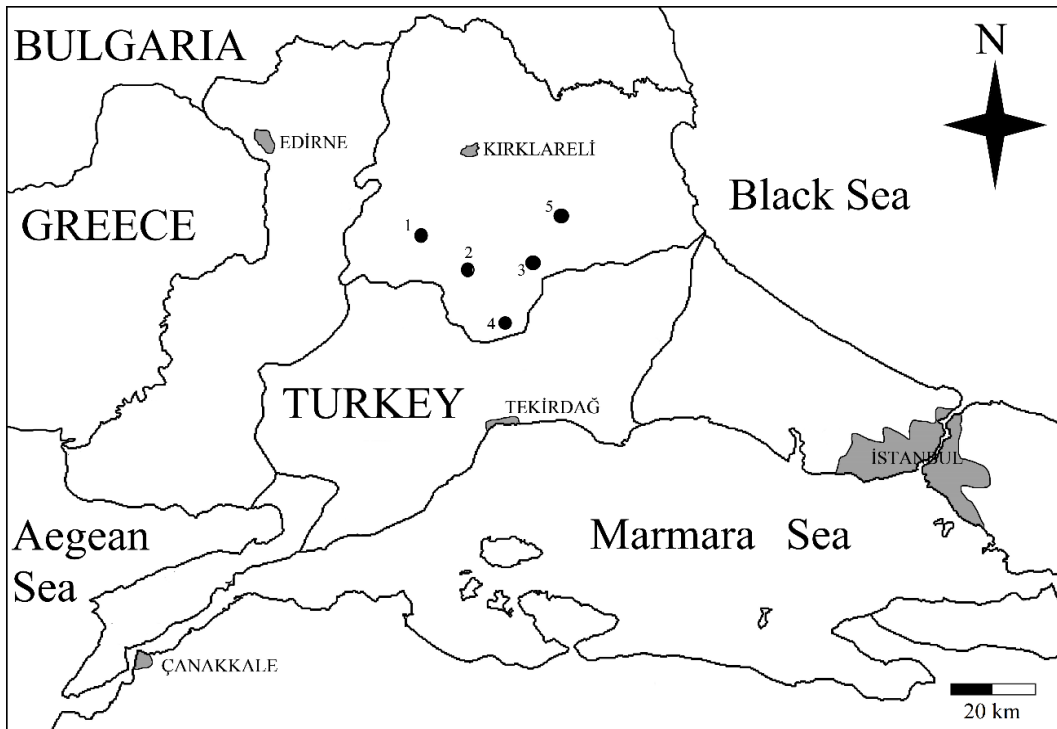 BULGARIA
N
EDİRNE
KIRKLARELİ
Black Sea
GREECE
5
1
2
3
4
TURKEY
TEKİRDAĞ
İSTANBUL
Aegean
Sea
Marmara Sea
ÇANAKKALE
20 km